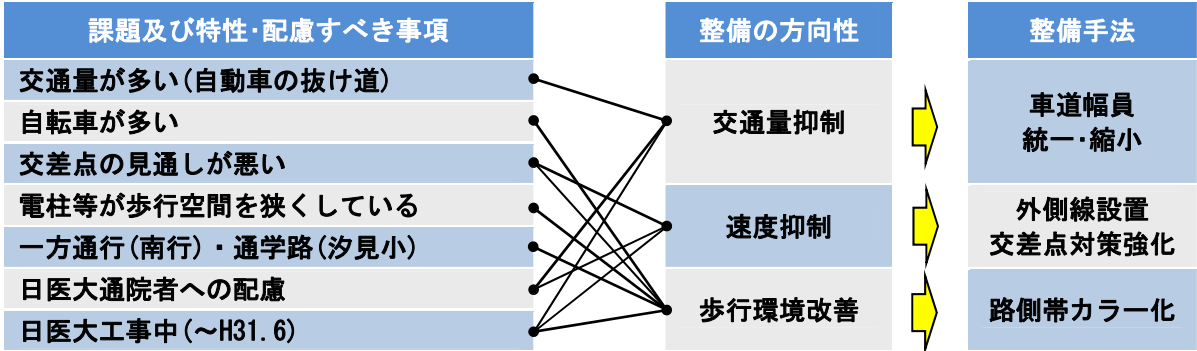 課題及び特性・配慮すべき事項
交通量が多い(自動車の抜け道)
自転車が多い
交差点の見通しが悪い
電柱等が歩行空間を狭くしている
一方通行(南行)・通学路(汐見小)
日医大通院者への配慮
日医大工事中(～H31.6)
整備の方向性
交通量抑制
速度抑制
歩行環境改善
整備手法
車道幅員
統一・縮小
外側線設置
交差点対策強化
路側帯カラー化